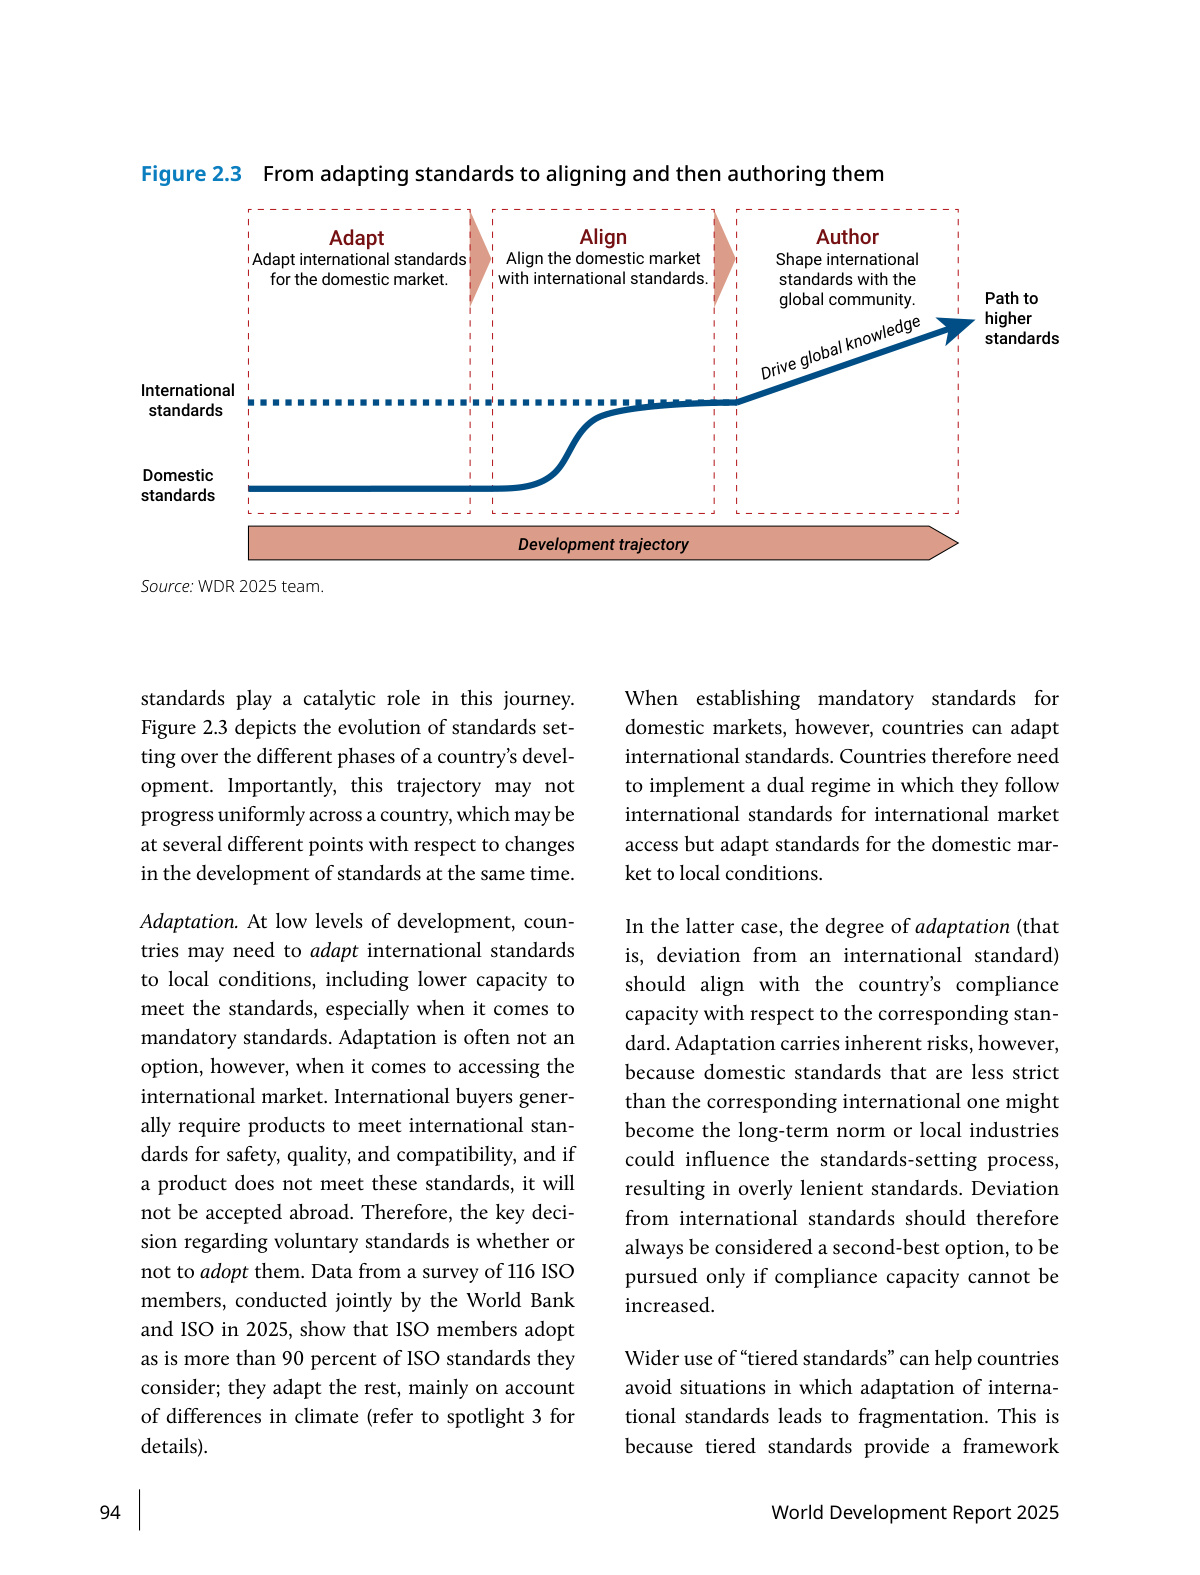 Figure 2.3 From adapting standards to aligning and then authoring them
Adapt
Adapt international standards
for the domestic market.
Align
Align the domestic market
with international standards.
Author
Shape international
standards with the
global community.
Path to
higher
standards
Drive global knowledge
International
standards
Domestic
standards
Development trajectory
Source: WDR 2025 team.
standards play a catalytic role in this journey.
Figure 2.3 depicts the evolution of standards set-
ting over the different phases of a country’s devel-
opment. Importantly, this trajectory may not
progress uniformly across a country, which may be
at several different points with respect to changes
in the development of standards at the same time.
Adaptation. At low levels of development, coun-
tries may need to adapt international standards
to local conditions, including lower capacity to
meet the standards, especially when it comes to
mandatory standards. Adaptation is often not an
option, however, when it comes to accessing the
international market. International buyers gener-
ally require products to meet international stan-
dards for safety, quality, and compatibility, and if
a product does not meet these standards, it will
not be accepted abroad. Therefore, the key deci-
sion regarding voluntary standards is whether or
not to adopt them. Data from a survey of 116 ISO
members, conducted jointly by the World Bank
and ISO in 2025, show that ISO members adopt
as is more than 90 percent of ISO standards they
consider; they adapt the rest, mainly on account
of differences in climate (refer to spotlight 3 for
details).
When establishing mandatory standards for
domestic markets, however, countries can adapt
international standards. Countries therefore need
to implement a dual regime in which they follow
international standards for international market
access but adapt standards for the domestic mar-
ket to local conditions.
In the latter case, the degree of adaptation (that
is, deviation from an international standard)
should align with the country’s compliance
capacity with respect to the corresponding stan-
dard. Adaptation carries inherent risks, however,
because domestic standards that are less strict
than the corresponding international one might
become the long-term norm or local industries
could influence the standards-setting process,
resulting in overly lenient standards. Deviation
from international standards should therefore
always be considered a second-best option, to be
pursued only if compliance capacity cannot be
increased.
Wider use of “tiered standards” can help countries
avoid situations in which adaptation of interna-
tional standards leads to fragmentation. This is
because tiered standards provide a framework
94
World Development Report 2025